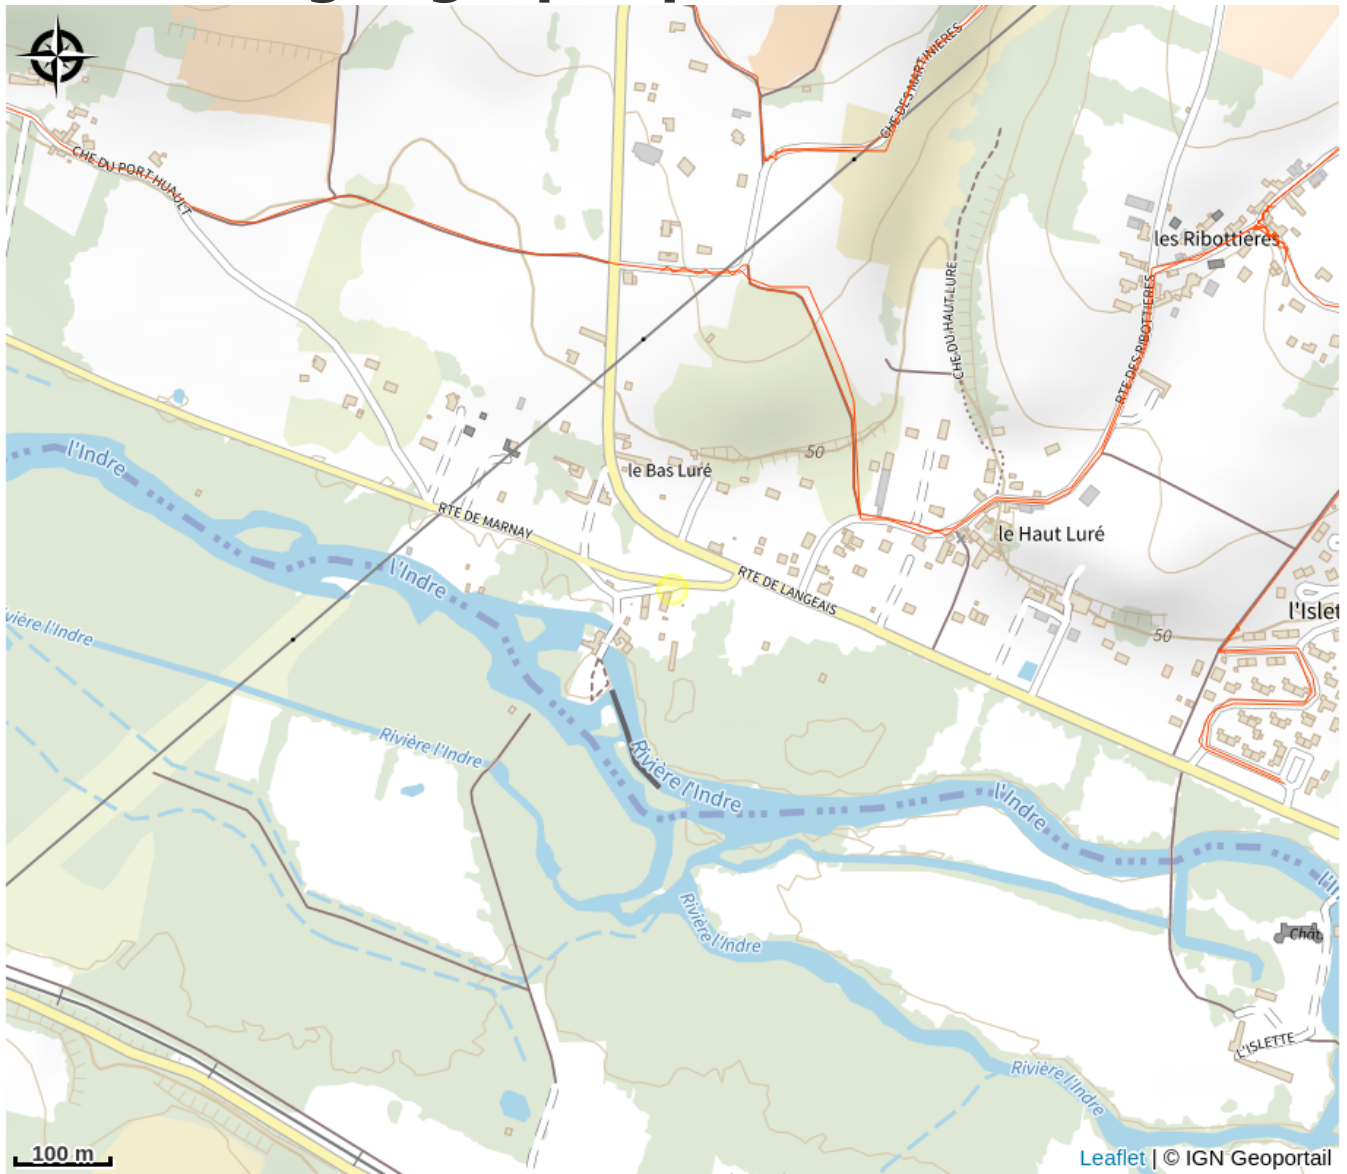 CHE DES MARTINIERES
CHE DU PORT HUAULT
les Ribottières
CHE DU HAUT LURE
RTE DES RIBOTTIERES
l'Indre
50
le Bas Luré
RTE DE MARNAY
le Haut Luré
l'Indre
RTE DE LANGEAIS
l'Islet
vière l'Indre
50
Rivière l'Indre
Rivière l'Indre
l'Indre
l'In
Rivière l'Indre
Chât.
L'ISLETTE
Rivière l'Indre
100 m
Leaflet | © IGN Geoportail